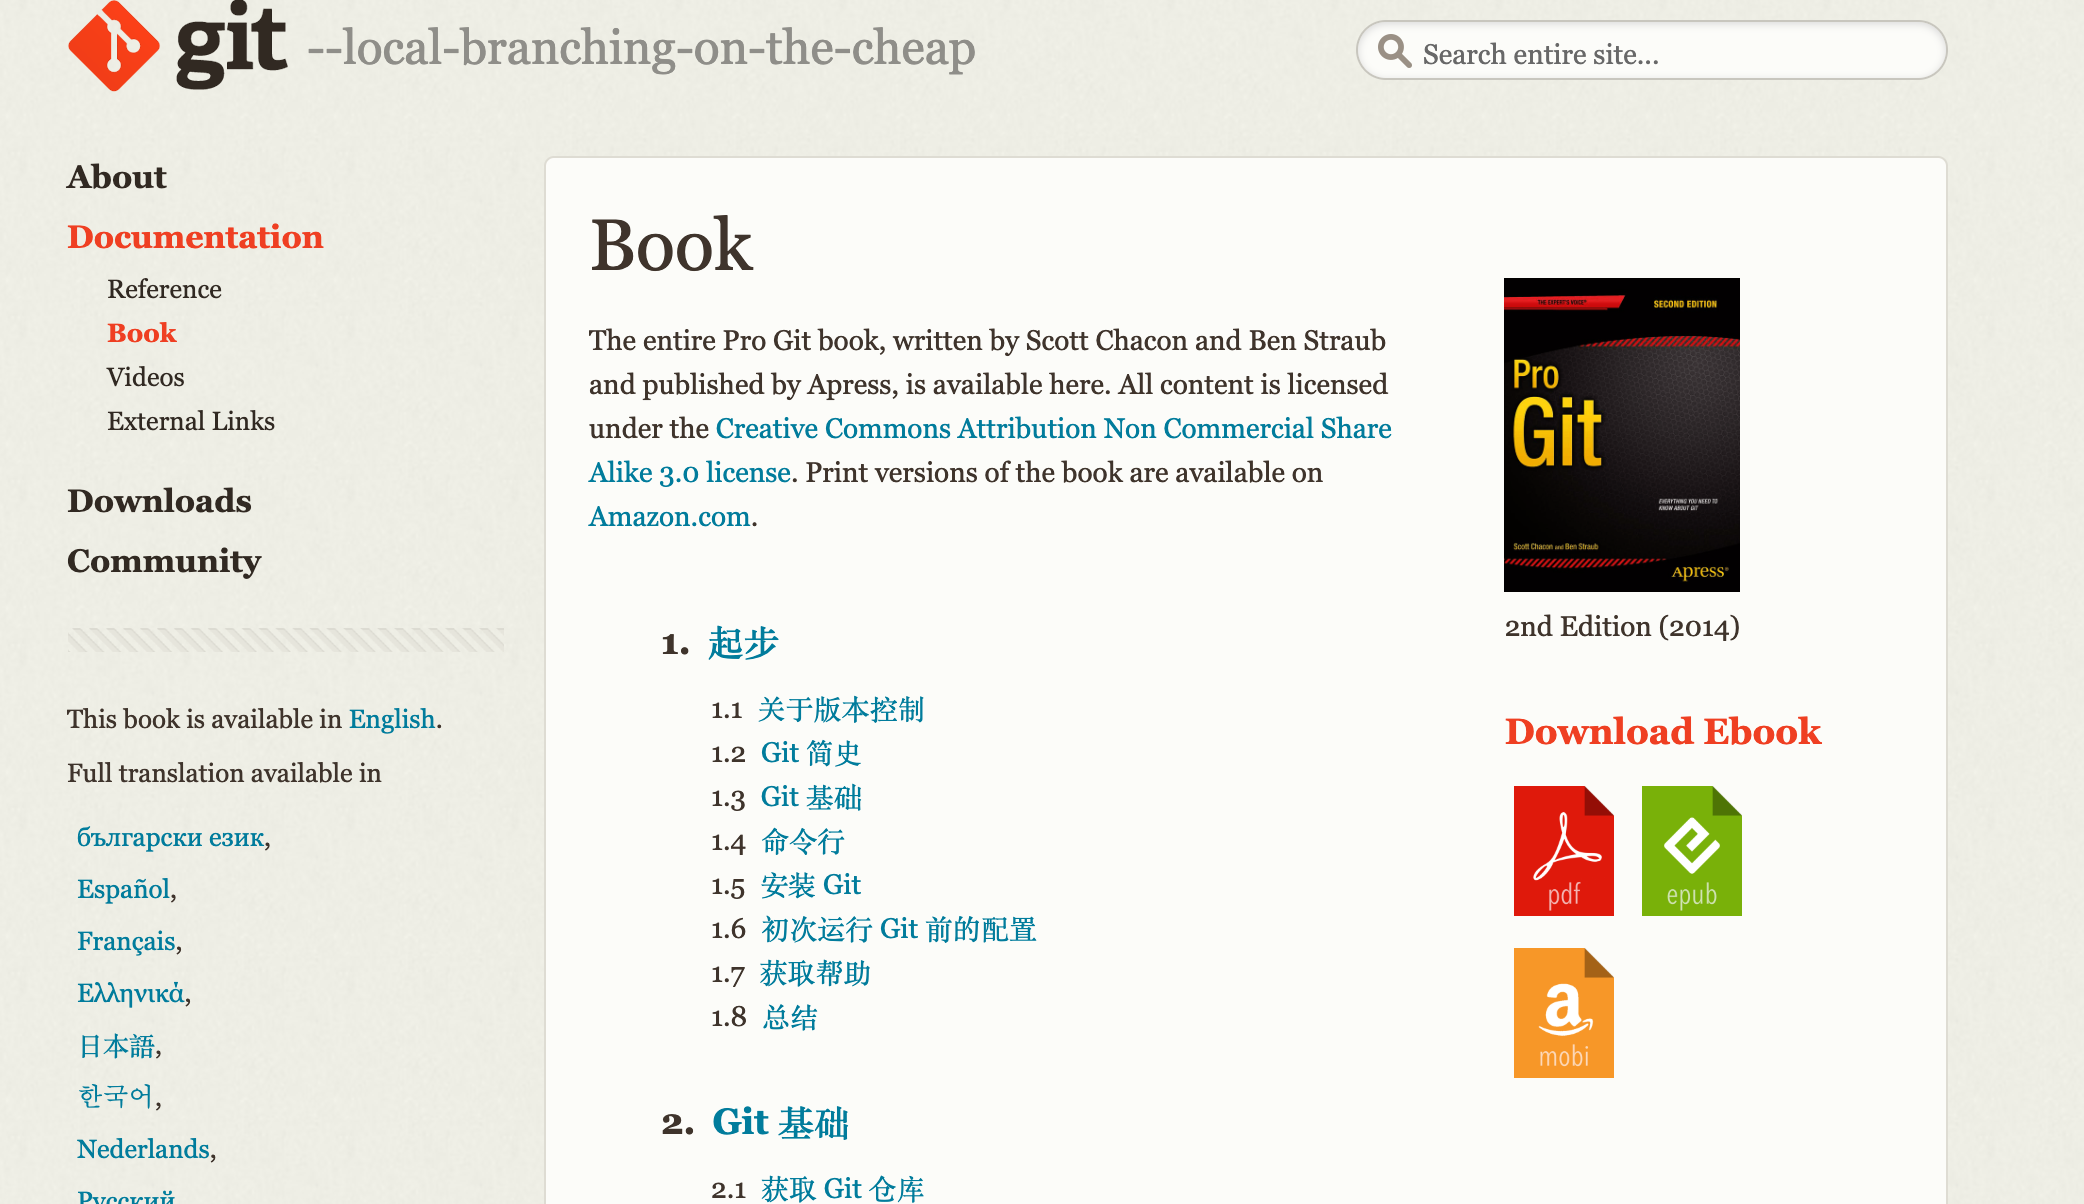 git --local-branching-on-the-cheap
Search entire site...
About
Documentation
Reference
Book
Videos
External Links
Downloads
Community
This book is available in English.
Full translation available in
български език,
Español,
Français,
Ελληνικά,
日本語,
한국어,
Nederlands,
Русский
Book
The entire Pro Git book, written by Scott Chacon and Ben Straub
and published by Apress, is available here. All content is licensed
under the Creative Commons Attribution Non Commercial Share
Alike 3.0 license. Print versions of the book are available on
Amazon.com.
1. 起步
1.1 关于版本控制
1.2 Git 简史
1.3 Git 基础
1.4 命令行
1.5 安装 Git
1.6 初次运行 Git 前的配置
1.7 获取帮助
1.8 总结
2. Git 基础
2.1 获取 Git 仓库
THE EXPERT'S VOICE®
SECOND EDITION
Pro
Git
EVERYTHING YOU NEED TO
KNOW ABOUT GIT
Scott Chacon and Ben Straub
Apress®
2nd Edition (2014)
Download Ebook
pdf
epub
a
mobi